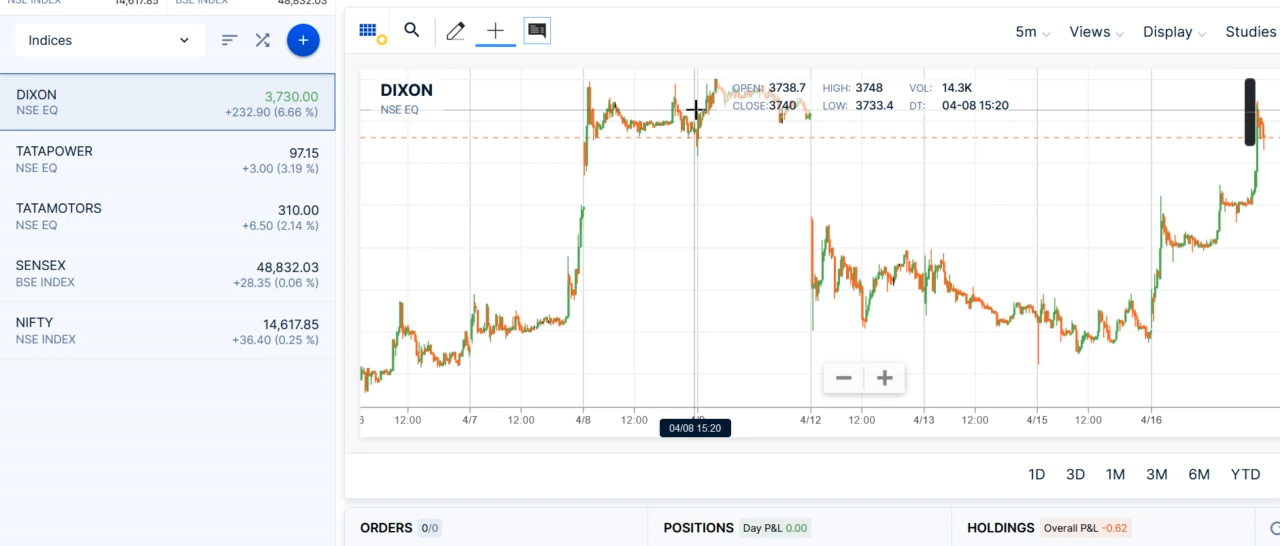 NSE INDEX 14,617.85 BSE INDEX 48,832.03
Indices
DIXON 3,730.00
NSE EQ +232.90 (6.66 %)
TATAPOWER 97.15
NSE EQ +3.00 (3.19 %)
TATAMOTORS 310.00
NSE EQ +6.50 (2.14 %)
SENSEX 48,832.03
BSE INDEX +28.35 (0.06 %)
NIFTY 14,617.85
NSE INDEX +36.40 (0.25 %)
5m Views Display Studies
DIXON
NSE EQ
OPEN: 3738.7 HIGH: 3748 VOL: 14.3K
CLOSE: 3740 LOW: 3733.4 DT: 04-08 15:20
6 12:00 4/7 12:00 4/8 12:00 4/9 4/12 12:00 4/13 12:00 4/15 12:00 4/16
04/08 15:20
1D 3D 1M 3M 6M YTD
ORDERS 0/0 POSITIONS Day P&L 0.00 HOLDINGS Overall P&L -0.62